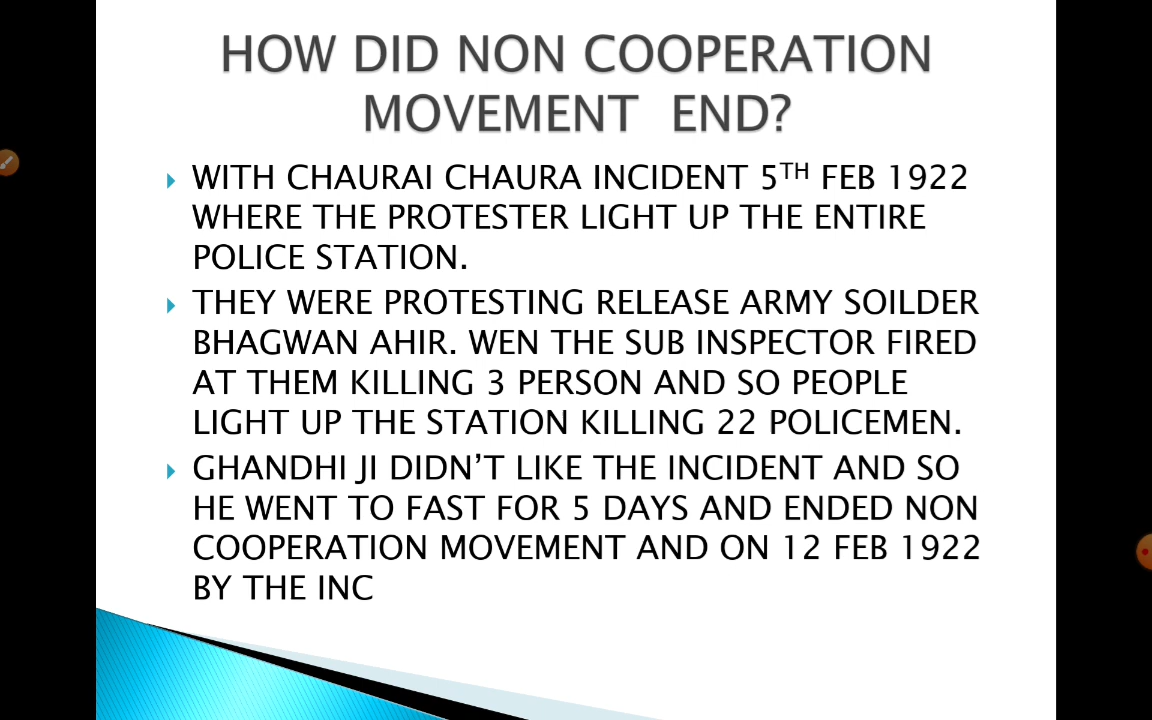 HOW DID NON COOPERATION
MOVEMENT END?
WITH CHAURAI CHAURA INCIDENT 5TH FEB 1922
WHERE THE PROTESTER LIGHT UP THE ENTIRE
POLICE STATION.
THEY WERE PROTESTING RELEASE ARMY SOILDER
BHAGWAN AHIR. WEN THE SUB INSPECTOR FIRED
AT THEM KILLING 3 PERSON AND SO PEOPLE
LIGHT UP THE STATION KILLING 22 POLICEMEN.
GHANDHI JI DIDN'T LIKE THE INCIDENT AND SO
HE WENT TO FAST FOR 5 DAYS AND ENDED NON
COOPERATION MOVEMENT AND ON 12 FEB 1922
BY THE INC